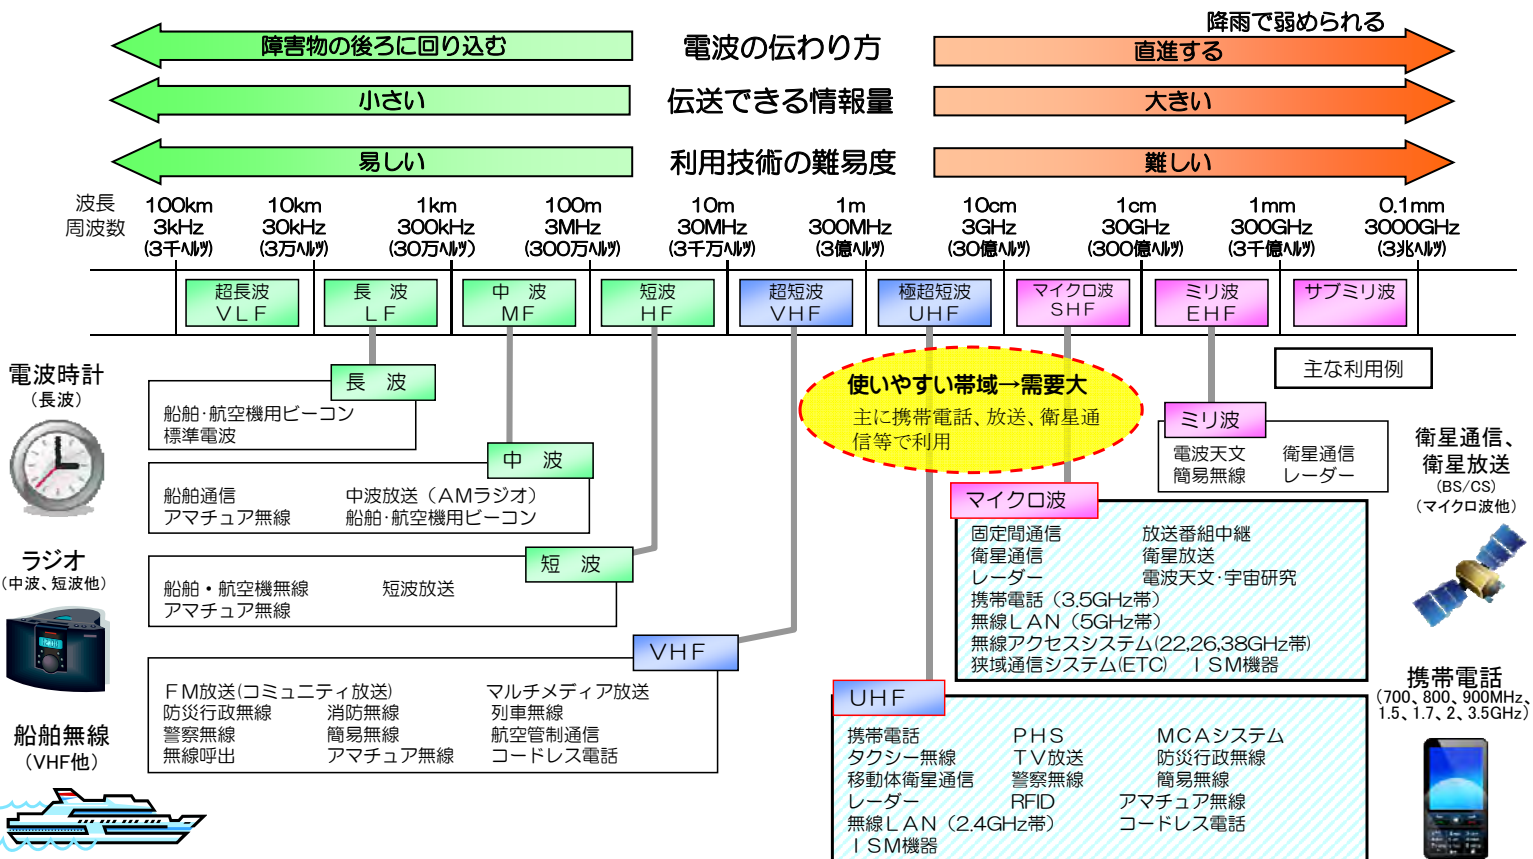 降雨で弱められる
障害物の後ろに回り込む 電波の伝わり方 直進する
小さい 伝送できる情報量 大きい
易しい 利用技術の難易度 難しい
波長 100km 10km 1km 100m 10m 1m 10cm 1cm 1mm 0.1mm
周波数 3kHz 30kHz 300kHz 3MHz 30MHz 300MHz 3GHz 30GHz 300GHz 3000GHz
(3千ヘルツ) (3万ヘルツ) (30万ヘルツ) (300万ヘルツ) (3千万ヘルツ) (3億ヘルツ) (30億ヘルツ) (300億ヘルツ) (3千億ヘルツ) (3兆ヘルツ)
超長波 長 波 中 波 短波 超短波 極超短波 マイクロ波 ミリ波 サブミリ波
VLF LF MF HF VHF UHF SHF EHF
主な利用例
電波時計
(長波)
長 波
船舶・航空機用ビーコン
標準電波
中 波
船舶通信 中波放送（AMラジオ）
アマチュア無線 船舶・航空機用ビーコン
ラジオ
(中波、短波他)
短 波
船舶・航空機無線 短波放送
アマチュア無線
船舶無線
(VHF他)
VHF
FM放送(コミュニティ放送) マルチメディア放送
防災行政無線 消防無線 列車無線
警察無線 簡易無線 航空管制通信
無線呼出 アマチュア無線 コードレス電話
使いやすい帯域→需要大
主に携帯電話、放送、衛星通
信等で利用
ミリ波
電波天文 衛星通信
簡易無線 レーダー
衛星通信、
衛星放送
(BS/CS)
(マイクロ波他)
マイクロ波
固定間通信 放送番組中継
衛星通信 衛星放送
レーダー 電波天文・宇宙研究
携帯電話（3.5GHz帯）
無線LAN（5GHz帯）
無線アクセスシステム(22,26,38GHz帯)
狭域通信システム(ETC) ISM機器
携帯電話
(700、800、900MHz、
1.5、1.7、2、3.5GHz)
UHF
携帯電話 PHS MCAシステム
タクシー無線 TV放送 防災行政無線
移動体衛星通信 警察無線 簡易無線
レーダー RFID アマチュア無線
無線LAN（2.4GHz帯） コードレス電話
ISM機器